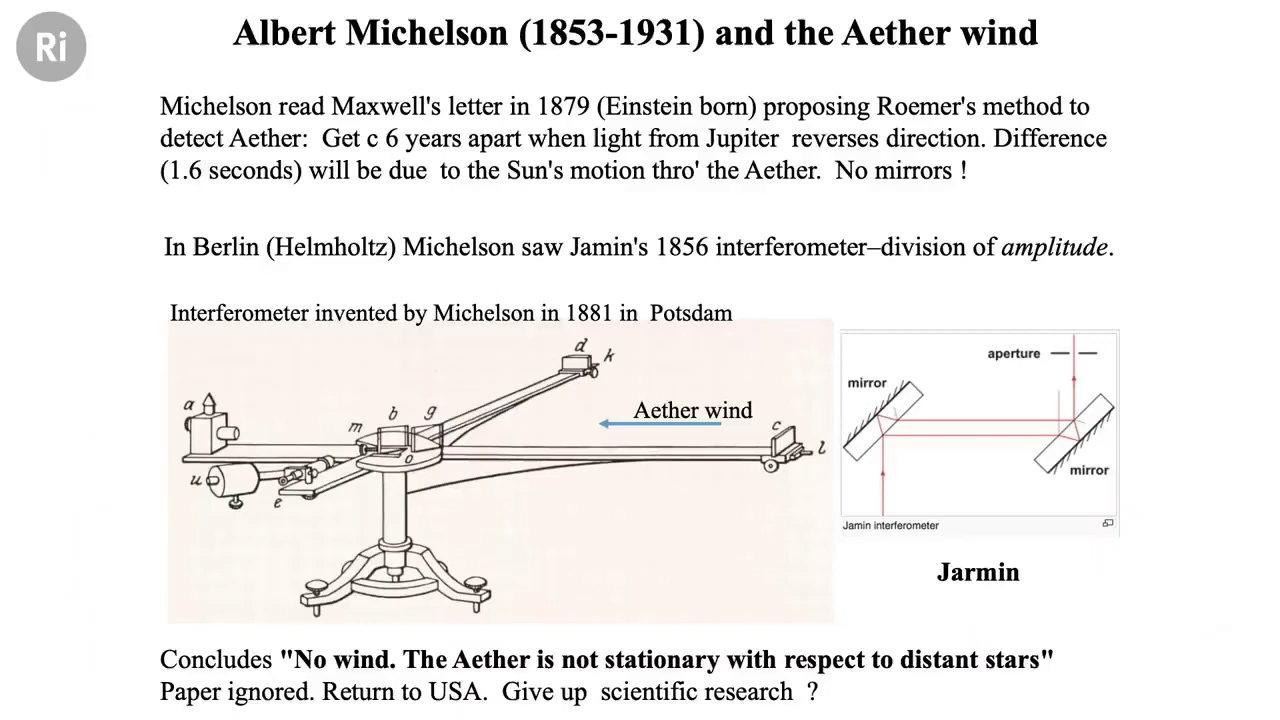 Ri
Albert Michelson (1853-1931) and the Aether wind
Michelson read Maxwell's letter in 1879 (Einstein born) proposing Roemer's method to
detect Aether: Get c 6 years apart when light from Jupiter reverses direction. Difference
(1.6 seconds) will be due to the Sun's motion thro' the Aether. No mirrors !
In Berlin (Helmholtz) Michelson saw Jamin's 1856 interferometer–division of amplitude.
Interferometer invented by Michelson in 1881 in Potsdam
d
k
a
m
b
g
Aether wind
c
l
o
u
e
aperture
mirror
mirror
Jamin interferometer
Jarmin
Concludes "No wind. The Aether is not stationary with respect to distant stars"
Paper ignored. Return to USA. Give up scientific research ?